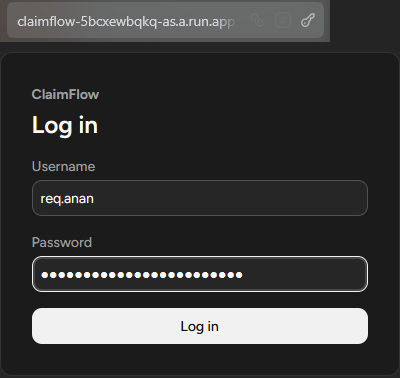 claimflow-5bcxewbqkq-as.a.run.app
ClaimFlow
Log in
Username
req.anan
Password
Log in